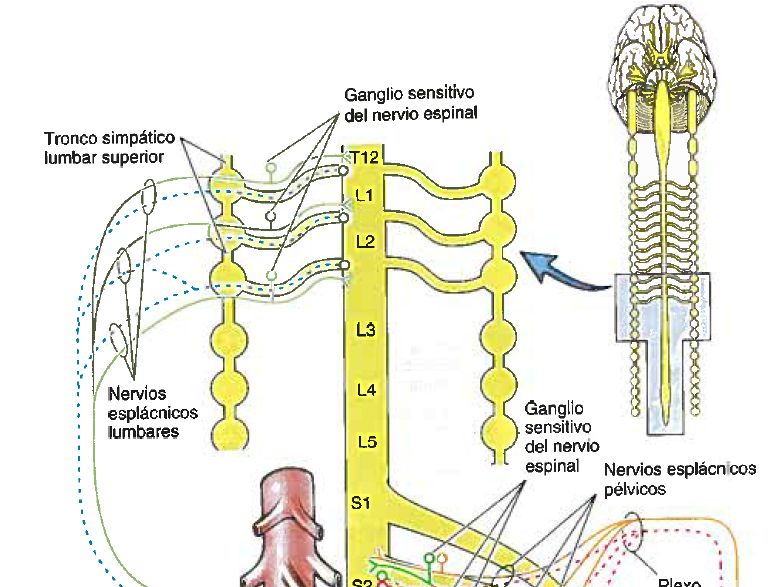 Ganglio sensitivo
del nervio espinal
Tronco simpático
lumbar superior
T12
L1
L2
L3
L4
L5
S1
S2
Nervios
esplácnicos
lumbares
Ganglio
sensitivo
del nervio
espinal
Nervios esplácnicos
pélvicos
Plexo